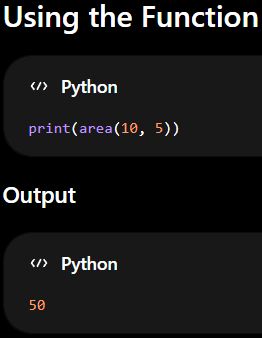 Using the Function
</> Python
print(area(10, 5))
Output
</> Python
50